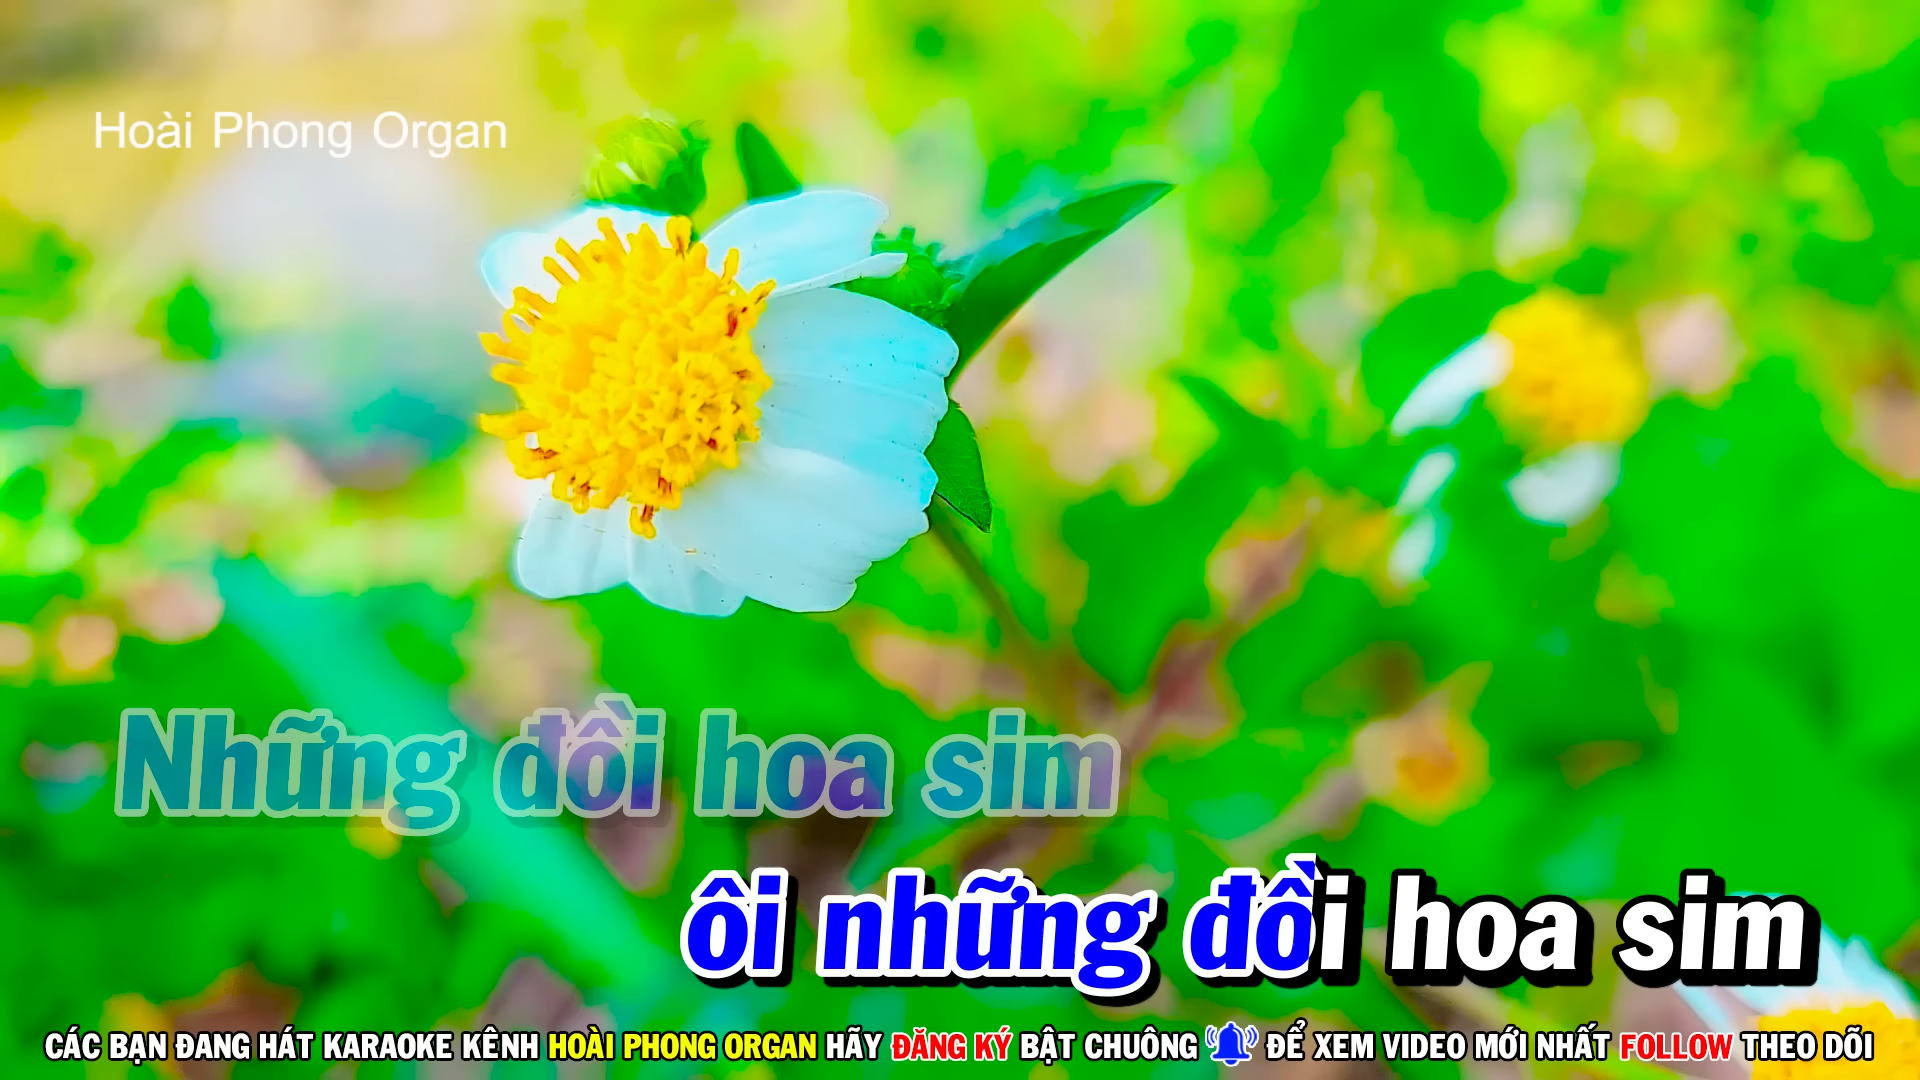 Hoài Phong Organ
Những đồi hoa sim
ôi những đồi hoa sim
CÁC BẠN ĐANG HÁT KARAOKE KÊNH HOÀI PHONG ORGAN HÃY ĐĂNG KÝ BẬT CHUÔNG ĐỂ XEM VIDEO MỚI NHẤT FOLLOW THEO DÕI